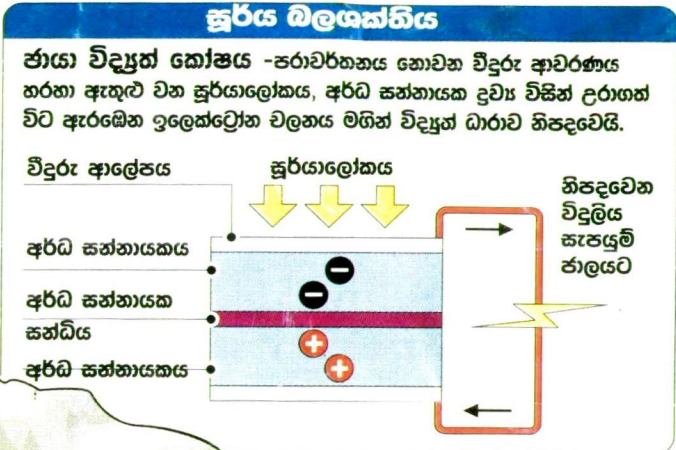 සූර්ය බලශක්තිය
ඡායා විද්‍යුත් කෝෂය -පරාවර්තනය නොවන වීදුරු ආවරණය
හරහා ඇතුළු වන සූර්යාලෝකය, අර්ධ සන්නායක ද්‍රව්‍ය විසින් උරාගත්
විට ඇරඹෙන ඉලෙක්ට්‍රෝන චලනය මගින් විද්‍යුත් ධාරාව නිපදවෙයි.
වීදුරු ආලේපය
සූර්යාලෝකය
නිපදවෙන
විදුලිය
සැපයුම්
ජාලයට
අර්ධ සන්නායකය
අර්ධ සන්නායක
සන්ධිය
අර්ධ සන්නායකය